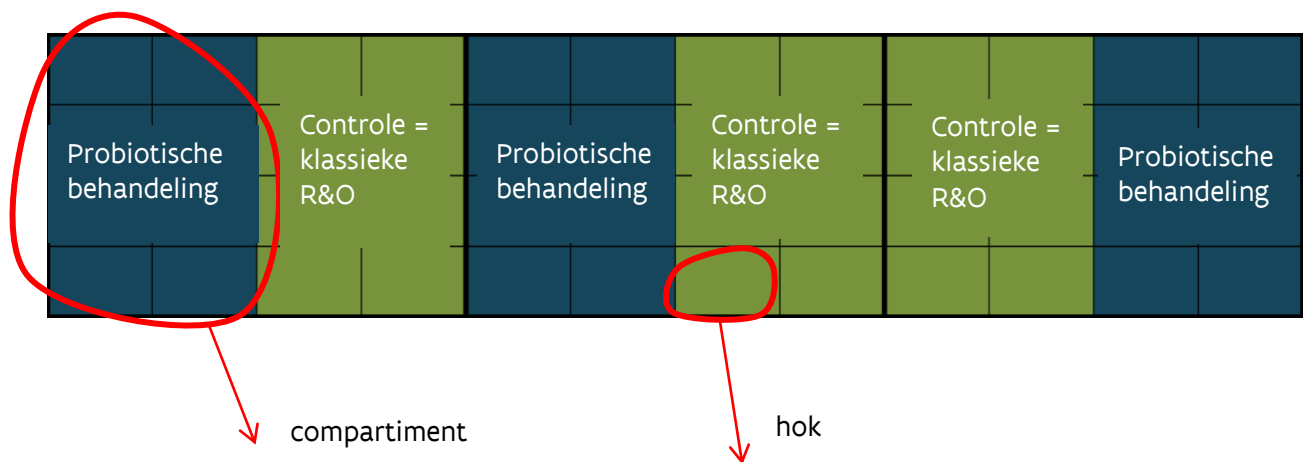 Probiotische
behandeling
Controle =
klassieke
R&O
Probiotische
behandeling
Controle =
klassieke
R&O
Controle =
klassieke
R&O
Probiotische
behandeling
compartiment
hok